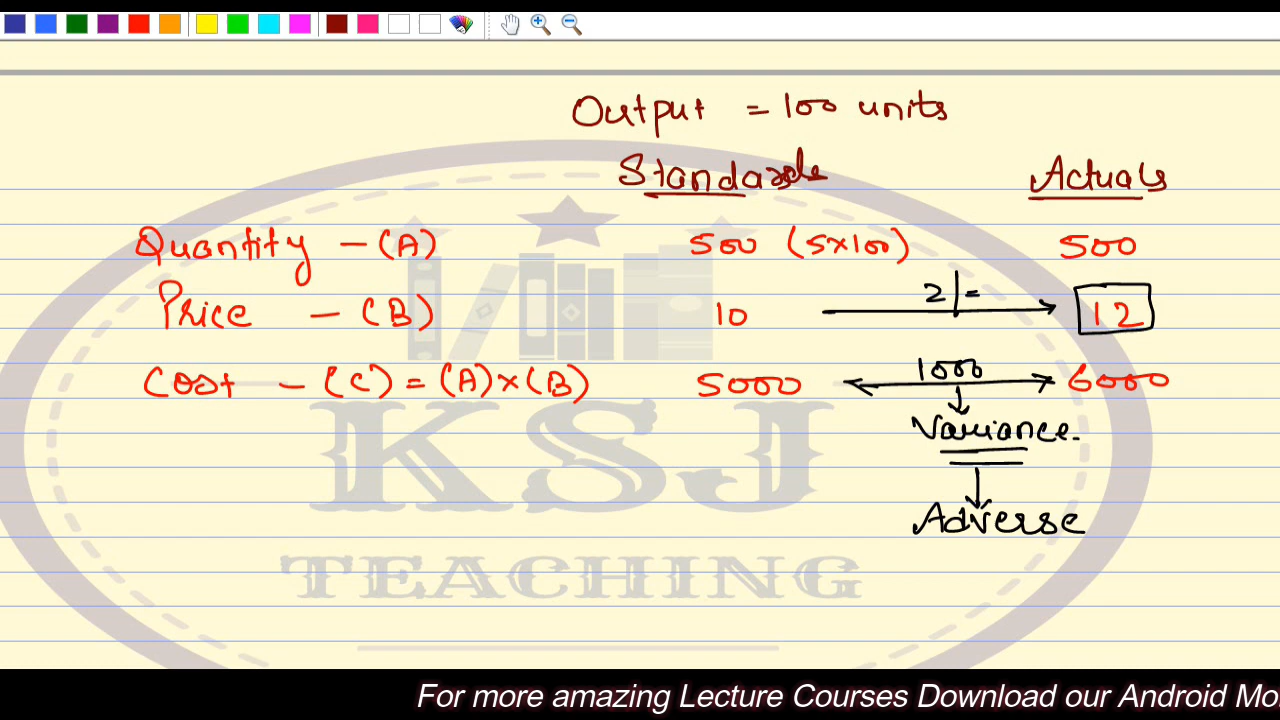 Output = 100 units
Standards Actuals
Quantity - (A) 500 (5x100) 500
Price - (B) 10 2/= 12
Cost - (C) = (A) x (B) 5000 1000 6000
Variance.
Adverse
KSJ
TEACHING
For more amazing Lecture Courses Download our Android Mo